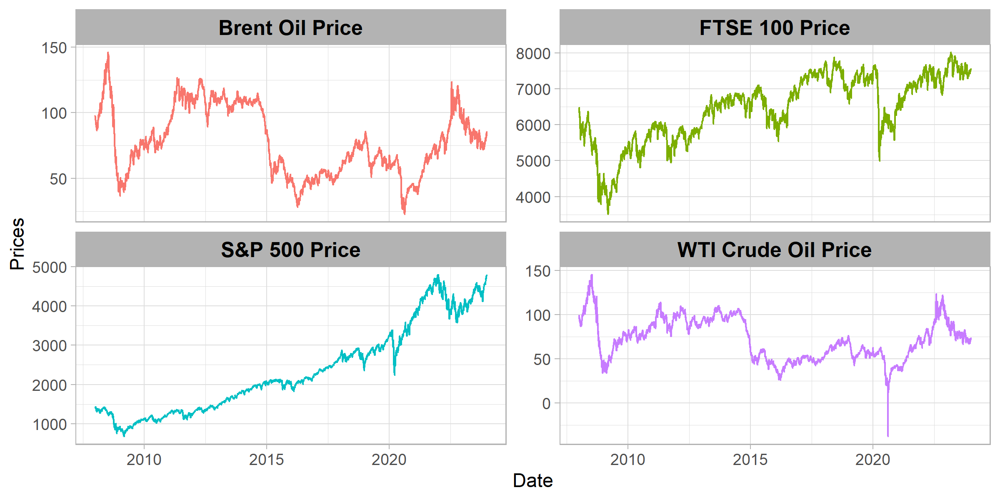 Brent Oil Price
FTSE 100 Price
150
100
50
8000
7000
6000
5000
4000
Prices
S&P 500 Price
WTI Crude Oil Price
5000
4000
3000
2000
1000
150
100
50
0
2010 2015 2020
2010 2015 2020
Date